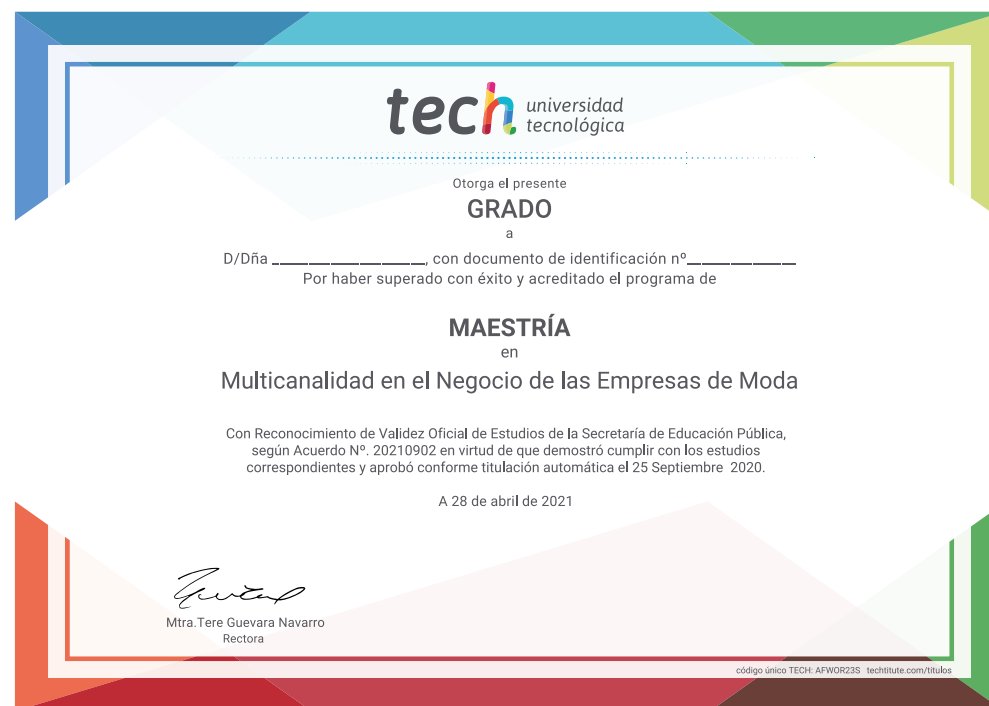 tech universidad
tecnológica
Otorga el presente
GRADO
a
D/Dña ____________________, con documento de identificación nº______________
Por haber superado con éxito y acreditado el programa de
MAESTRÍA
en
Multicanalidad en el Negocio de las Empresas de Moda
Con Reconocimiento de Validez Oficial de Estudios de la Secretaría de Educación Pública,
según Acuerdo Nº. 20210902 en virtud de que demostró cumplir con los estudios
correspondientes y aprobó conforme titulación automática el 25 Septiembre 2020.
A 28 de abril de 2021
Mtra.Tere Guevara Navarro
Rectora
código único TECH: AFWOR23S techtitute.com/titulos